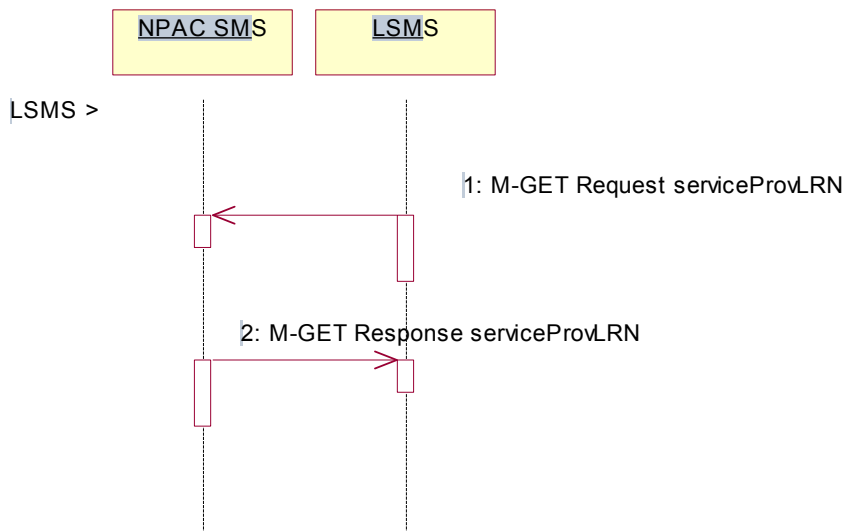 NPAC SMS
LSMS
LSMS >
1: M-GET Request serviceProvLRN
2: M-GET Response serviceProvLRN